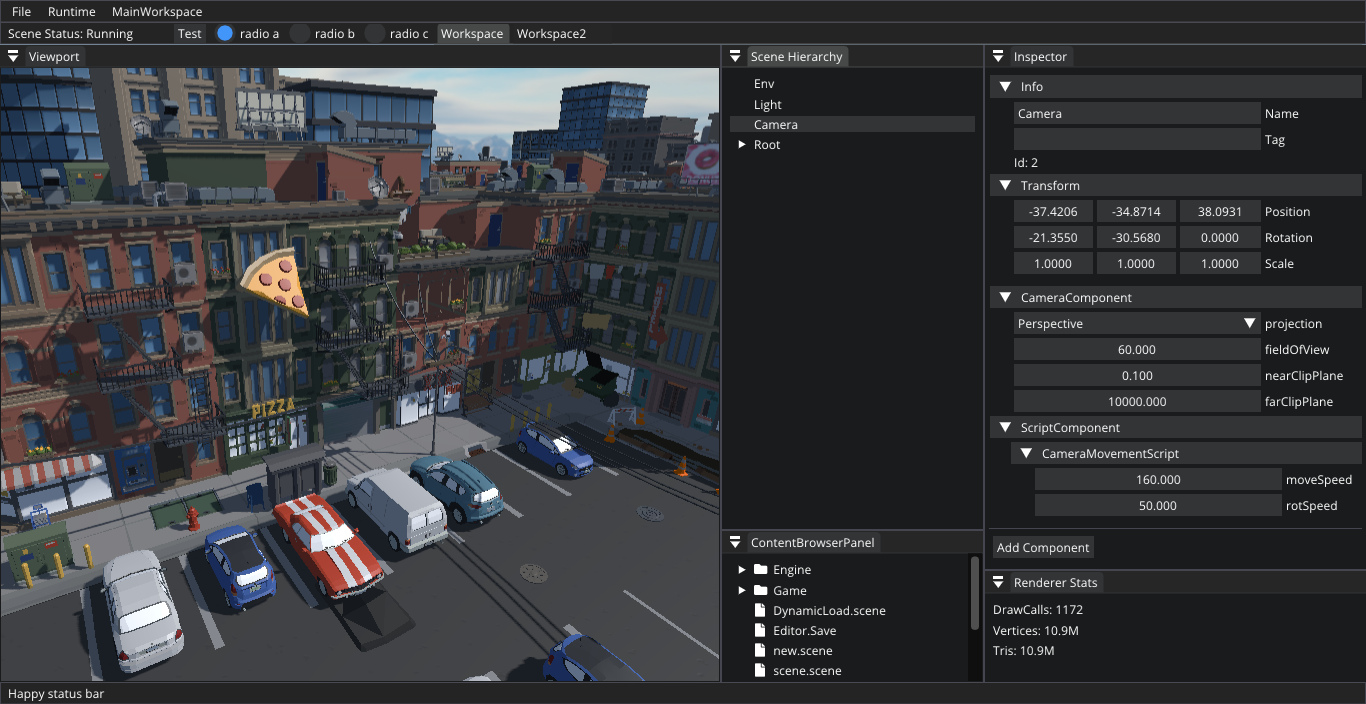 File Runtime MainWorkspace
Scene Status: Running Test radio a radio b radio c Workspace Workspace2
Viewport
PIZZA
Scene Hierarchy
Env
Light
Camera
Root
ContentBrowserPanel
Engine
Game
DynamicLoad.scene
Editor.Save
new.scene
scene.scene
Inspector
Info
Camera Name
Tag
Id: 2
Transform
-37.4206 -34.8714 38.0931 Position
-21.3550 -30.5680 0.0000 Rotation
1.0000 1.0000 1.0000 Scale
CameraComponent
Perspective projection
60.000 fieldOfView
0.100 nearClipPlane
10000.000 farClipPlane
ScriptComponent
CameraMovementScript
160.000 moveSpeed
50.000 rotSpeed
Add Component
Renderer Stats
DrawCalls: 1172
Vertices: 10.9M
Tris: 10.9M
Happy status bar